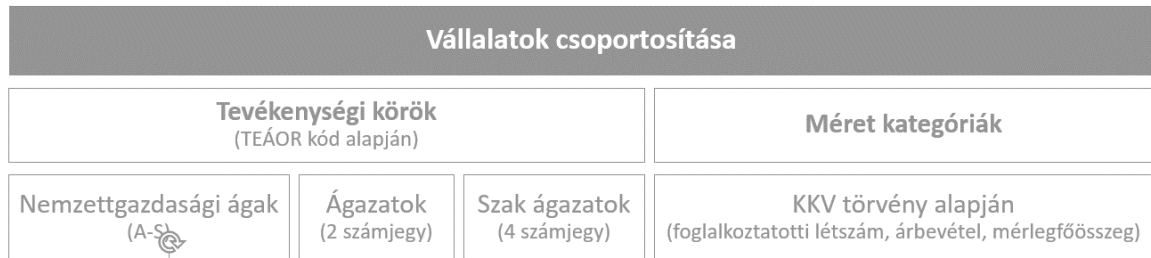 Vállalatok csoportosítása
Tevékenységi körök
(TEÁOR kód alapján)
Méret kategóriák
Nemzettgazdasági ágak
(A-S)
Ágazatok
(2 számjegy)
Szak ágazatok
(4 számjegy)
KKV törvény alapján
(foglalkoztatotti létszám, árbevétel, mérlegfőösszeg)